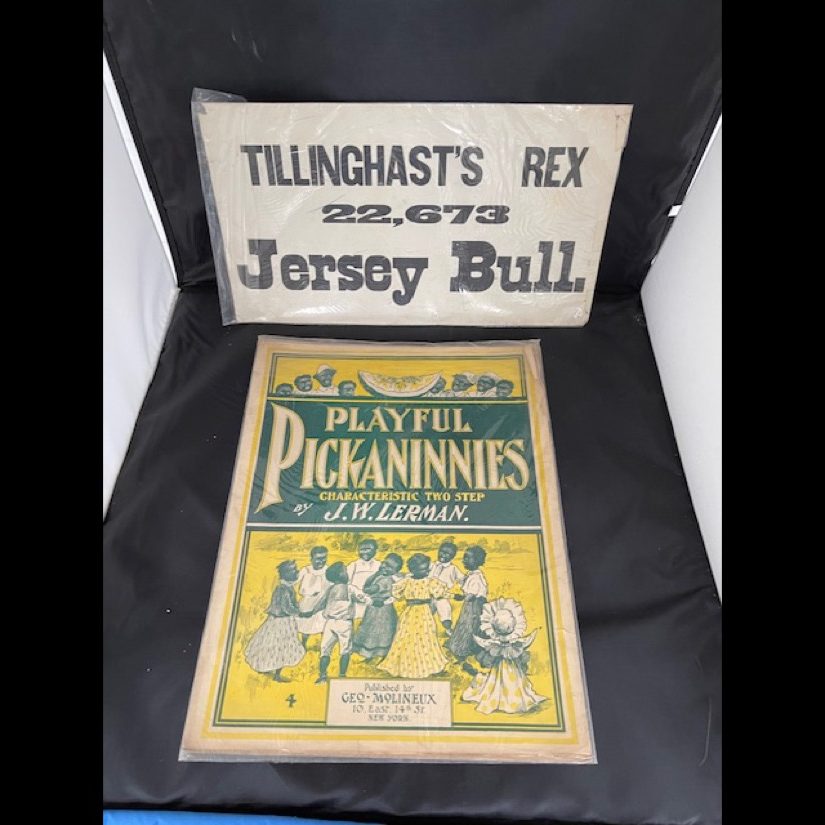 TILLINGHAST'S REX
22,673
Jersey Bull.
PLAYFUL
PICKANINNIES
CHARACTERISTIC TWO STEP
BY J.W. LERMAN.
4
Published by
GEO. MOLINEUX
10, East. 14th St.
NEW YORK.